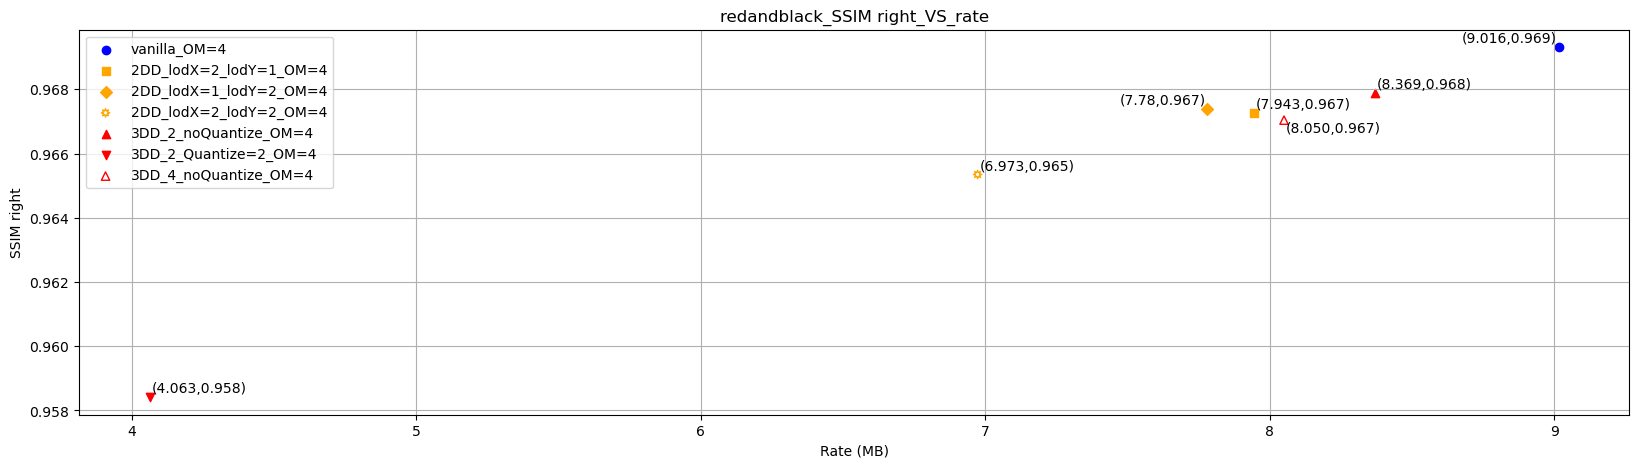 redandblack_SSIM right_VS_rate
vanilla_OM=4
2DD_lodX=2_lodY=1_OM=4
2DD_lodX=1_lodY=2_OM=4
2DD_lodX=2_lodY=2_OM=4
3DD_2_noQuantize_OM=4
3DD_2_Quantize=2_OM=4
3DD_4_noQuantize_OM=4
(9.016,0.969)
(8.369,0.968)
(7.78,0.967)
(7.943,0.967)
(8.050,0.967)
(6.973,0.965)
(4.063,0.958)
SSIM right
0.968
0.966
0.964
0.962
0.960
0.958
4 5 6 7 8 9
Rate (MB)